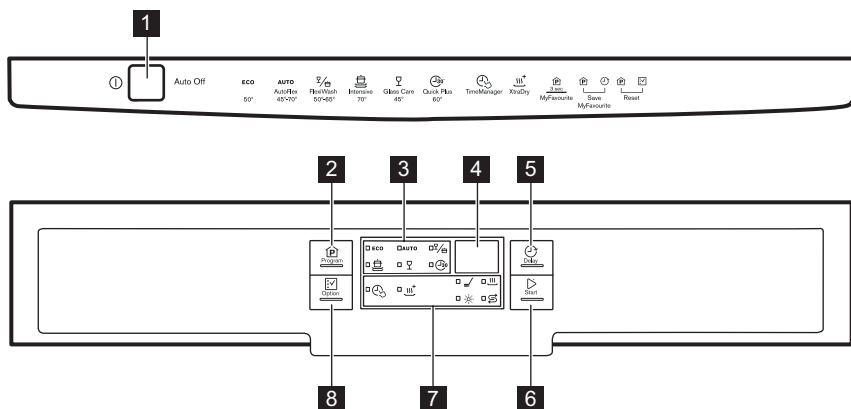 1
Auto Off
ECO
50°
AUTO
AutoFlex
45°-70°
FlexiWash
50°-65°
Intensive
70°
Glass Care
45°
30'
Quick Plus
60°
TimeManager
XtraDry
P
3 sec
MyFavourite
P
Save
MyFavourite
P
Reset
2
3
4
5
P
Program
ECO
AUTO
30
Delay
Option
Start
8
7
6